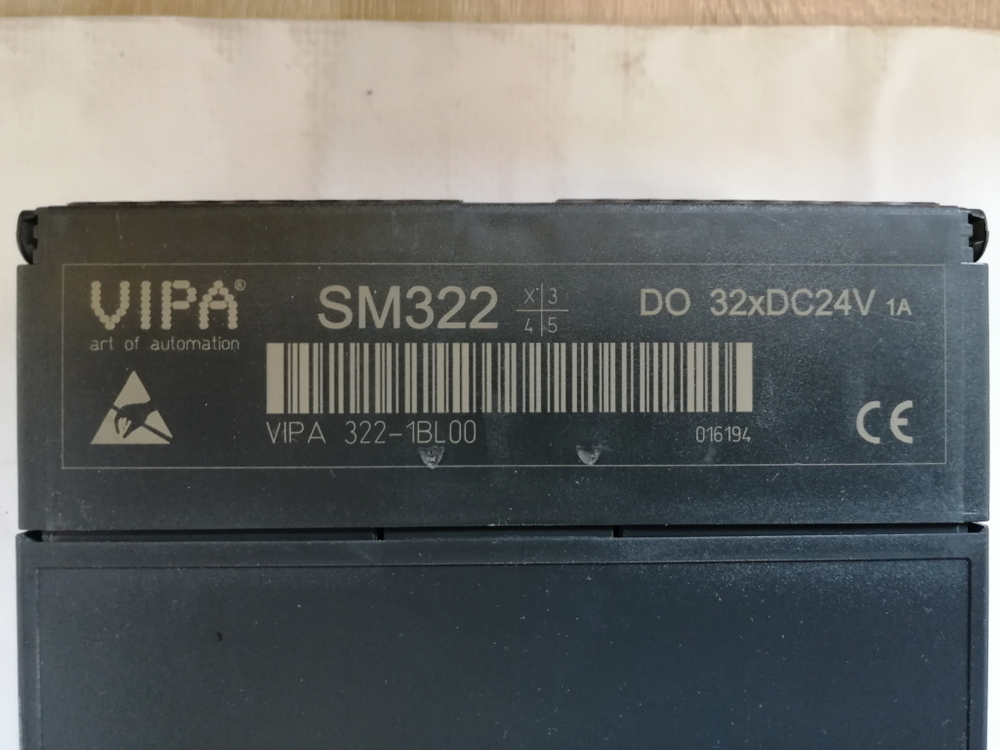 VIPA®
art of automation
SM322
X 3
4 5
DO 32xDC24V 1A
VIPA 322-1BL00
016194
CE